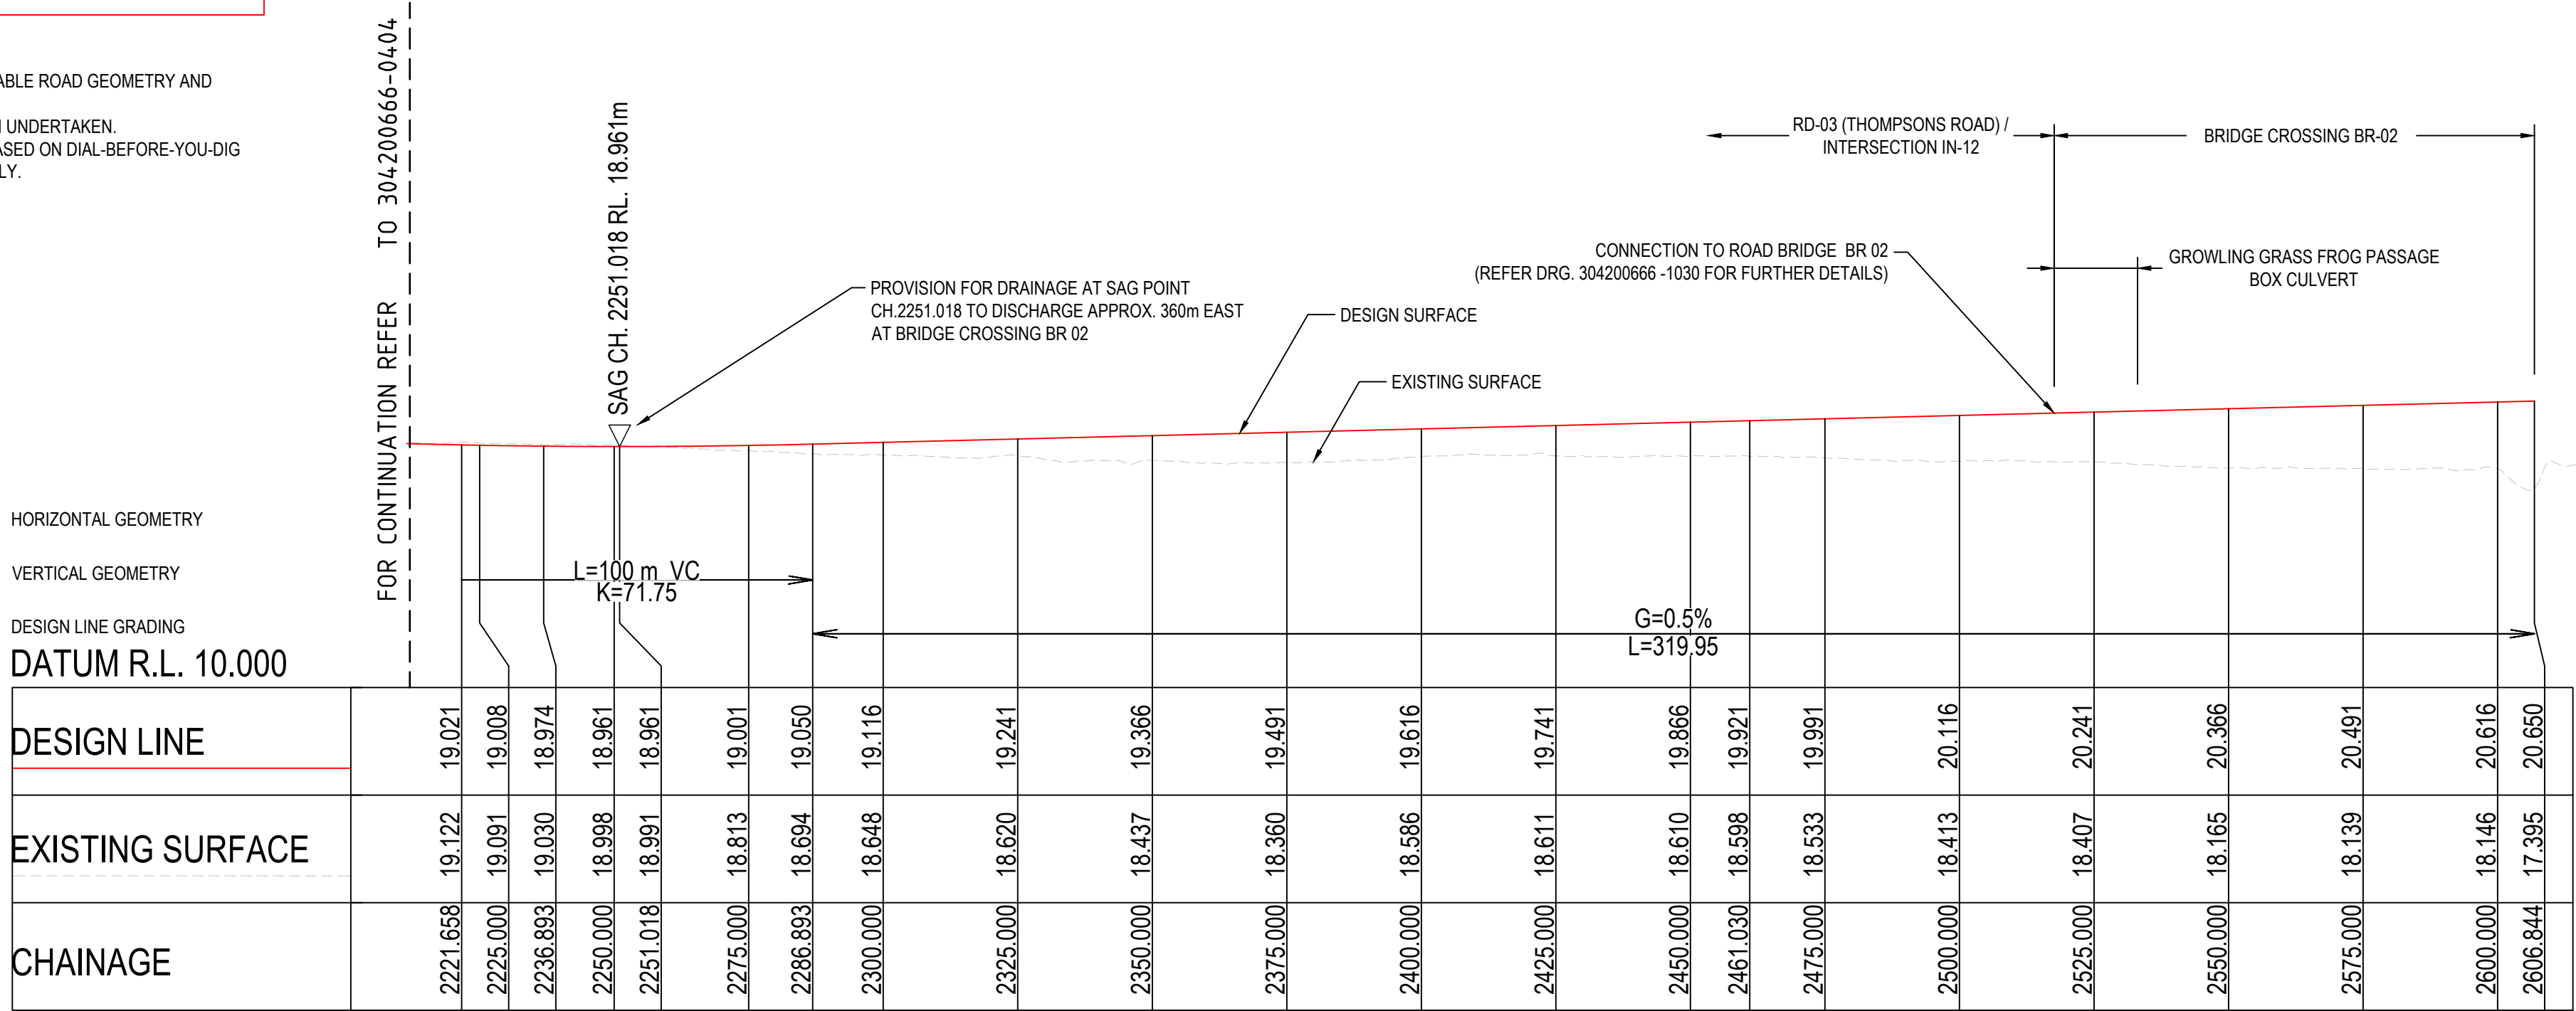 ABLE ROAD GEOMETRY AND
N UNDERTAKEN.
ASED ON DIAL-BEFORE-YOU-DIG
LY.
FOR CONTINUATION REFER TO 304200666-0404
SAG CH. 2251.018 RL. 18.961m
PROVISION FOR DRAINAGE AT SAG POINT
CH.2251.018 TO DISCHARGE APPROX. 360m EAST
AT BRIDGE CROSSING BR 02
DESIGN SURFACE
EXISTING SURFACE
CONNECTION TO ROAD BRIDGE BR 02
(REFER DRG. 304200666 -1030 FOR FURTHER DETAILS)
RD-03 (THOMPSONS ROAD) /
INTERSECTION IN-12
BRIDGE CROSSING BR-02
GROWLING GRASS FROG PASSAGE
BOX CULVERT
HORIZONTAL GEOMETRY
VERTICAL GEOMETRY
L=100 m VC
K=71.75
DESIGN LINE GRADING
G=0.5%
L=319.95
DATUM R.L. 10.000
DESIGN LINE 19.021 19.008 18.974 18.961 18.961 19.001 19.050 19.116 19.241 19.366 19.491 19.616 19.741 19.866 19.921 19.991 20.116 20.241 20.366 20.491 20.616 20.650
EXISTING SURFACE 19.122 19.091 19.030 18.998 18.991 18.813 18.694 18.648 18.620 18.437 18.360 18.586 18.611 18.610 18.598 18.533 18.413 18.407 18.165 18.139 18.146 17.395
CHAINAGE 2221.658 2225.000 2236.893 2250.000 2251.018 2275.000 2286.893 2300.000 2325.000 2350.000 2375.000 2400.000 2425.000 2450.000 2461.030 2475.000 2500.000 2525.000 2550.000 2575.000 2600.000 2606.844